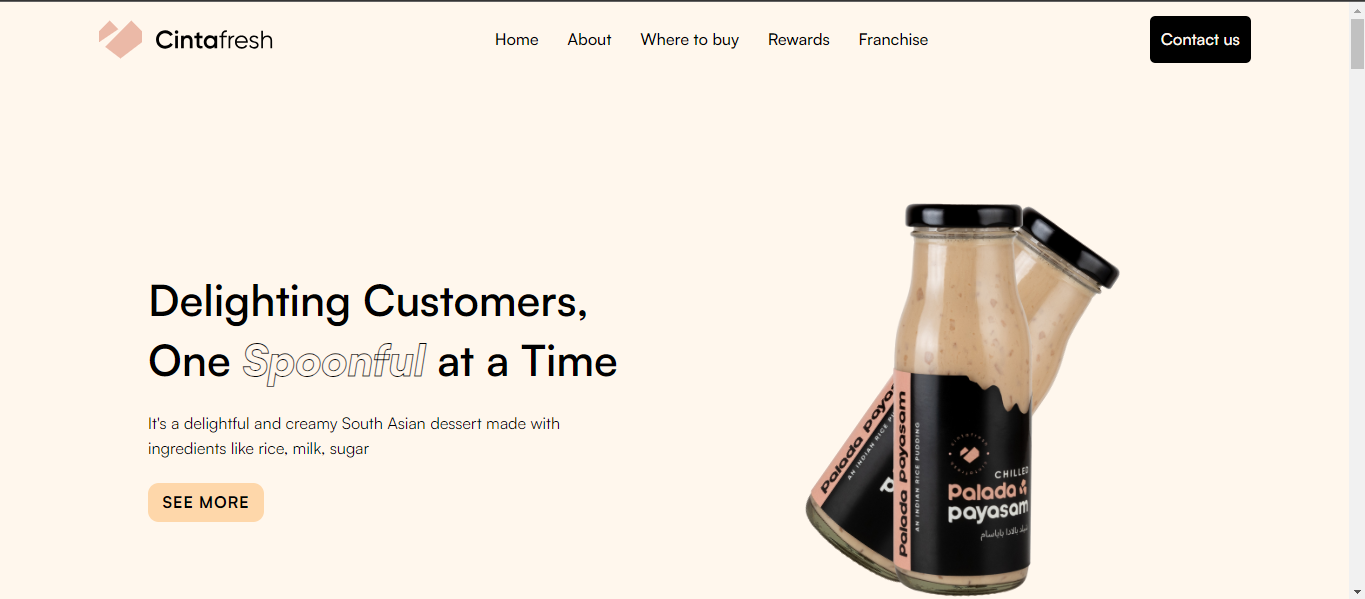 Cintafresh
Home About Where to buy Rewards Franchise
Contact us
Delighting Customers,
One Spoonful at a Time
It's a delightful and creamy South Asian dessert made with
ingredients like rice, milk, sugar
SEE MORE
Palada payasam
AN INDIAN RICE PUDDING
CHILLED
Palada
payasam